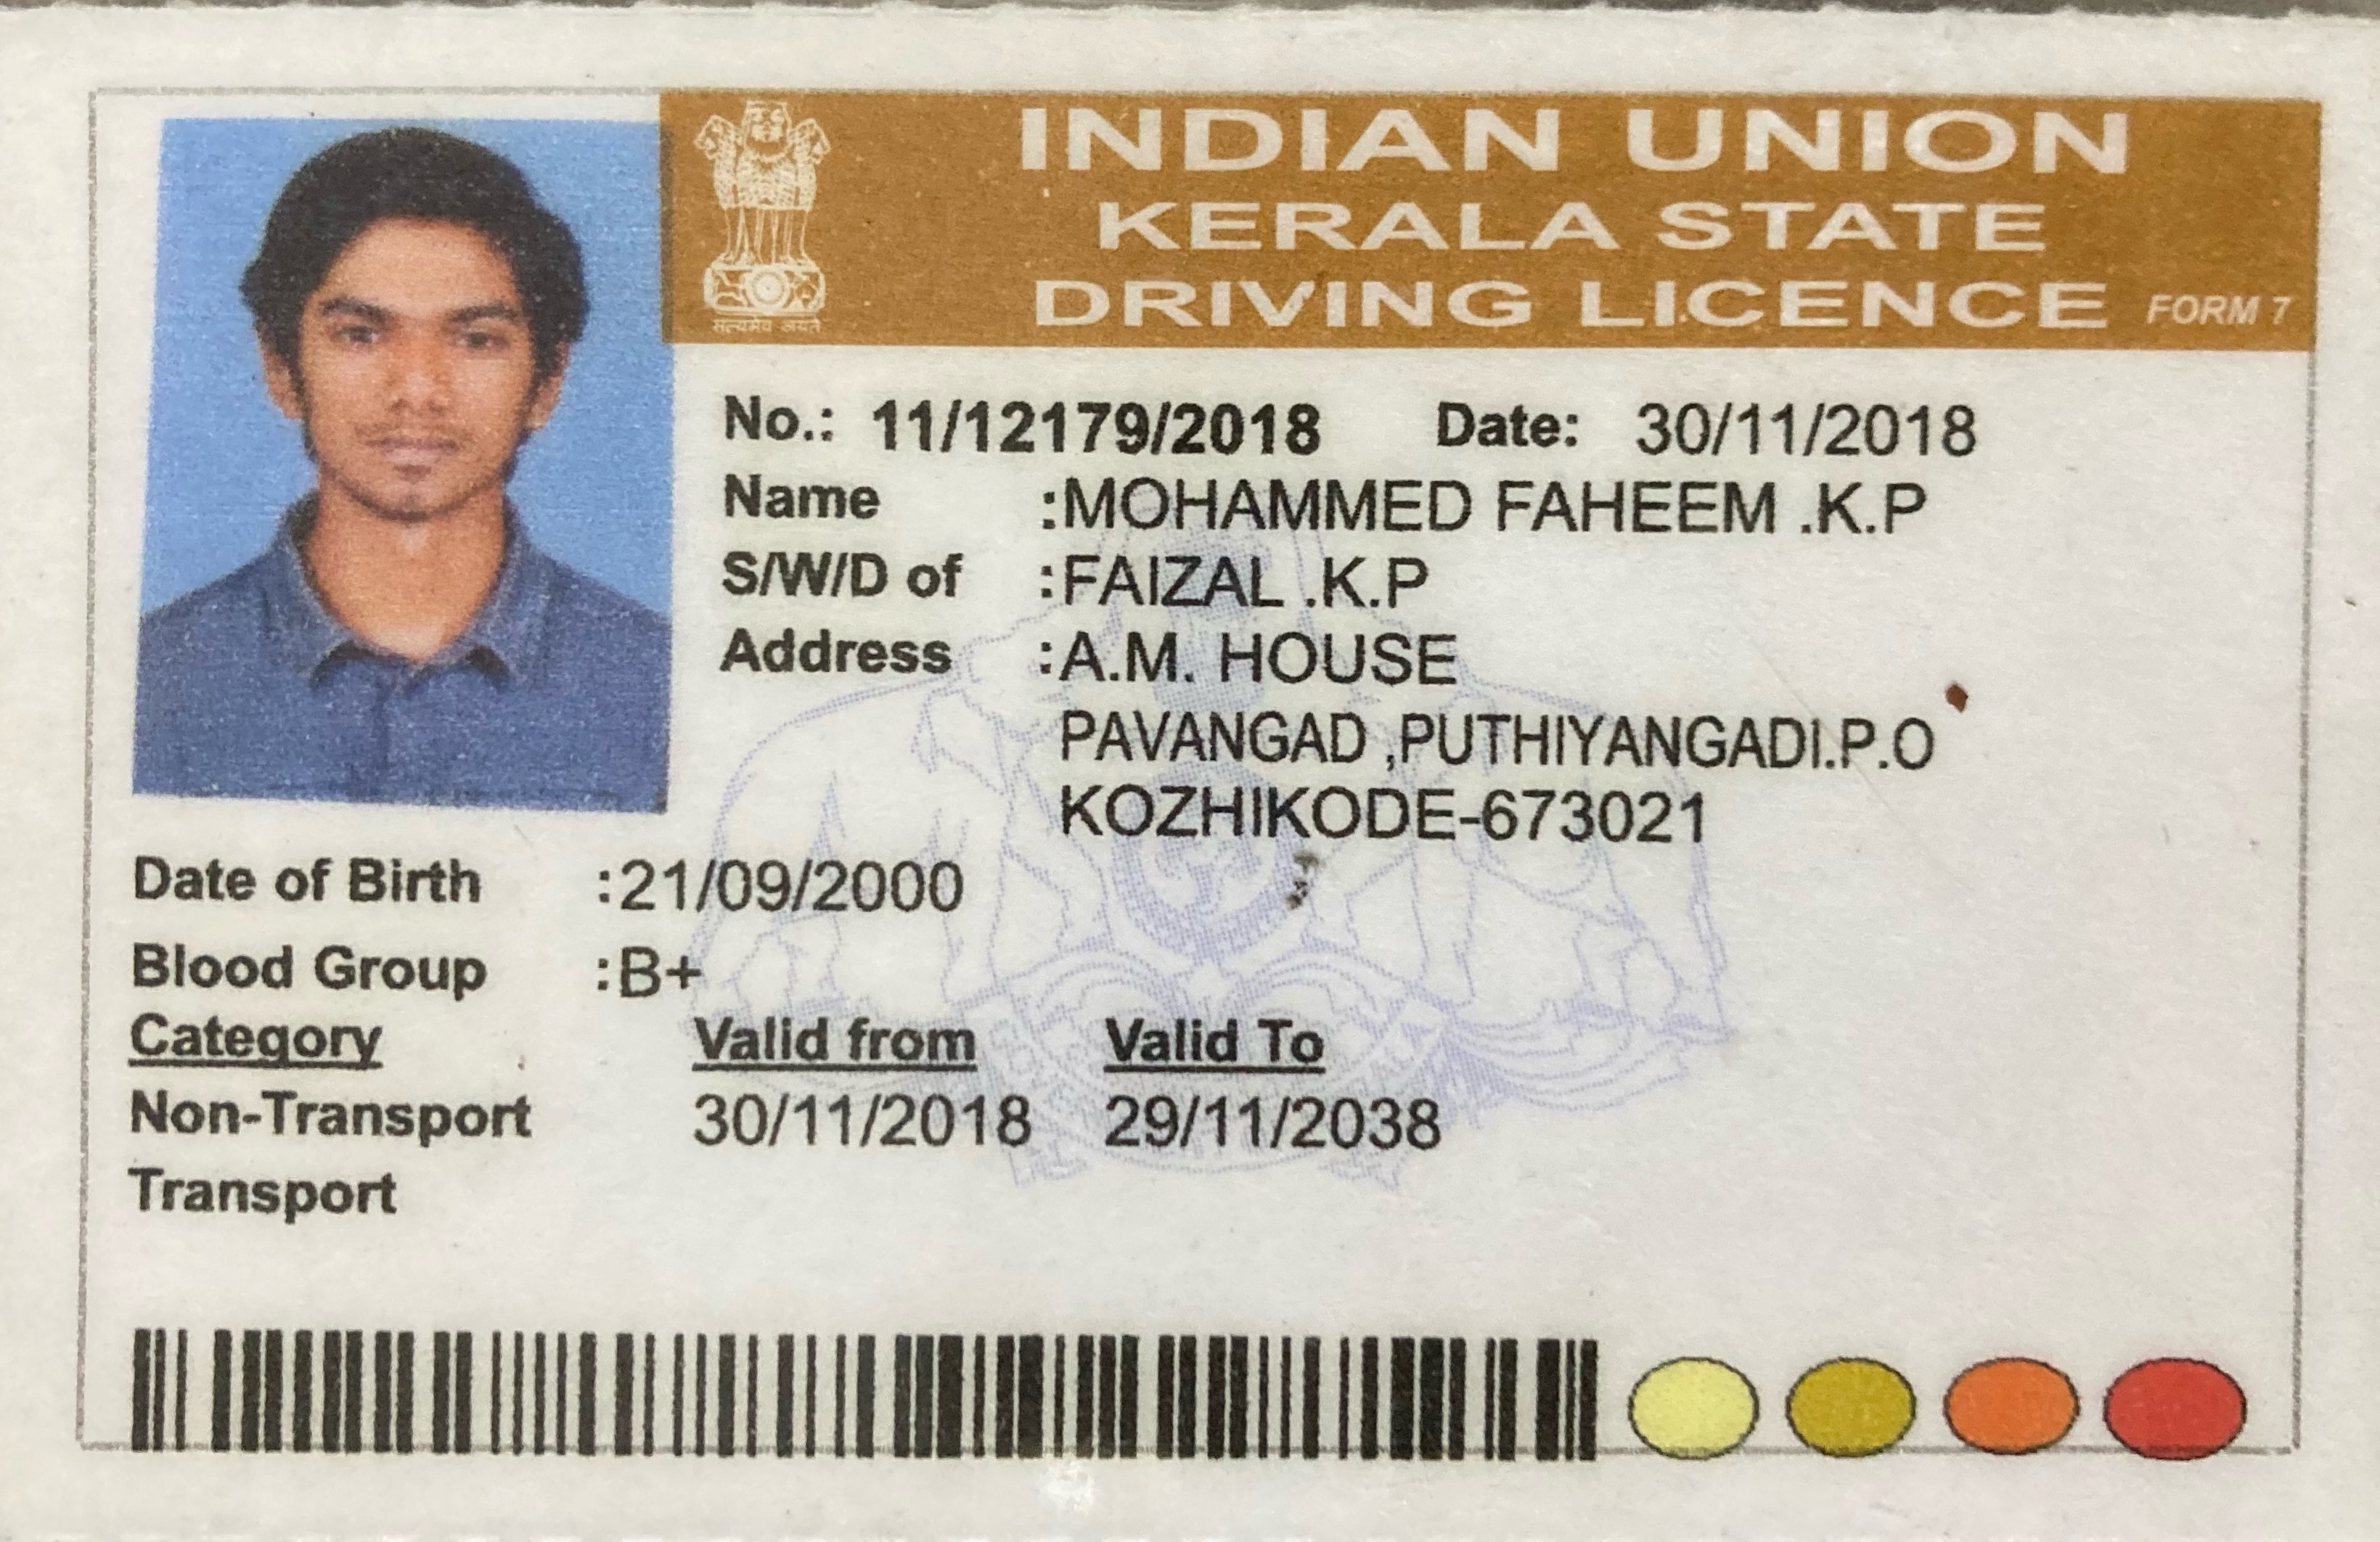 INDIAN UNION
KERALA STATE
DRIVING LICENCE FORM 7
सत्यमेव जयते
No.: 11/12179/2018 Date: 30/11/2018
Name :MOHAMMED FAHEEM .K.P
S/W/D of :FAIZAL .K.P
Address :A.M. HOUSE
PAVANGAD ,PUTHIYANGADI.P.O
KOZHIKODE-673021
Date of Birth :21/09/2000
Blood Group :B+
Category Valid from Valid To
Non-Transport 30/11/2018 29/11/2038
Transport